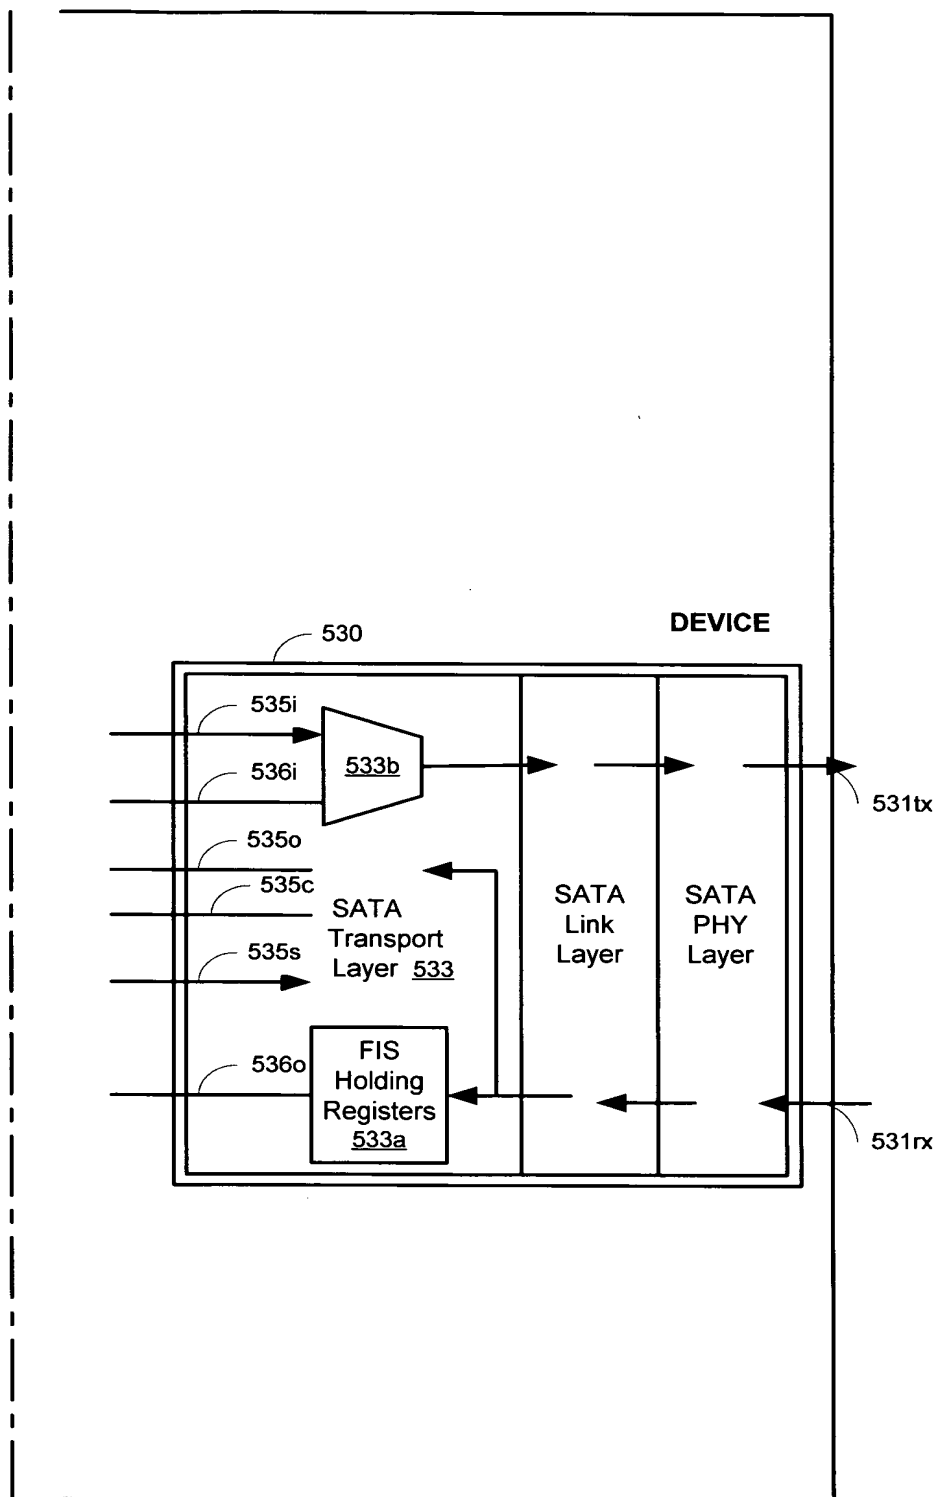 DEVICE
530
535i
533b
536i
531tx
535o
535c
SATA
Transport
Layer 533
SATA
Link
Layer
SATA
PHY
Layer
535s
536o
FIS
Holding
Registers
533a
531rx